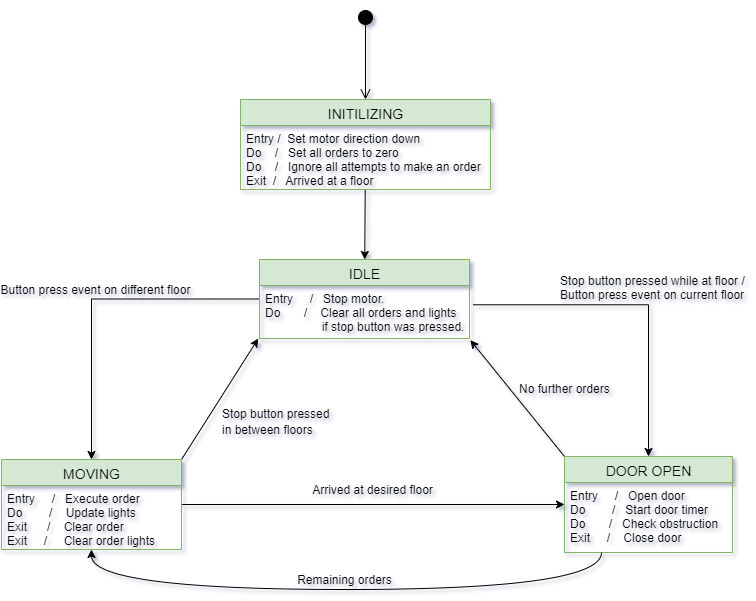 INITILIZING
Entry / Set motor direction down
Do / Set all orders to zero
Do / Ignore all attempts to make an order
Exit / Arrived at a floor
IDLE
Entry / Stop motor.
Do / Clear all orders and lights
if stop button was pressed.
Button press event on different floor
Stop button pressed while at floor /
Button press event on current floor
Stop button pressed
in between floors
No further orders
MOVING
Entry / Execute order
Do / Update lights
Exit / Clear order
Exit / Clear order lights
Arrived at desired floor
DOOR OPEN
Entry / Open door
Do / Start door timer
Do / Check obstruction
Exit / Close door
Remaining orders